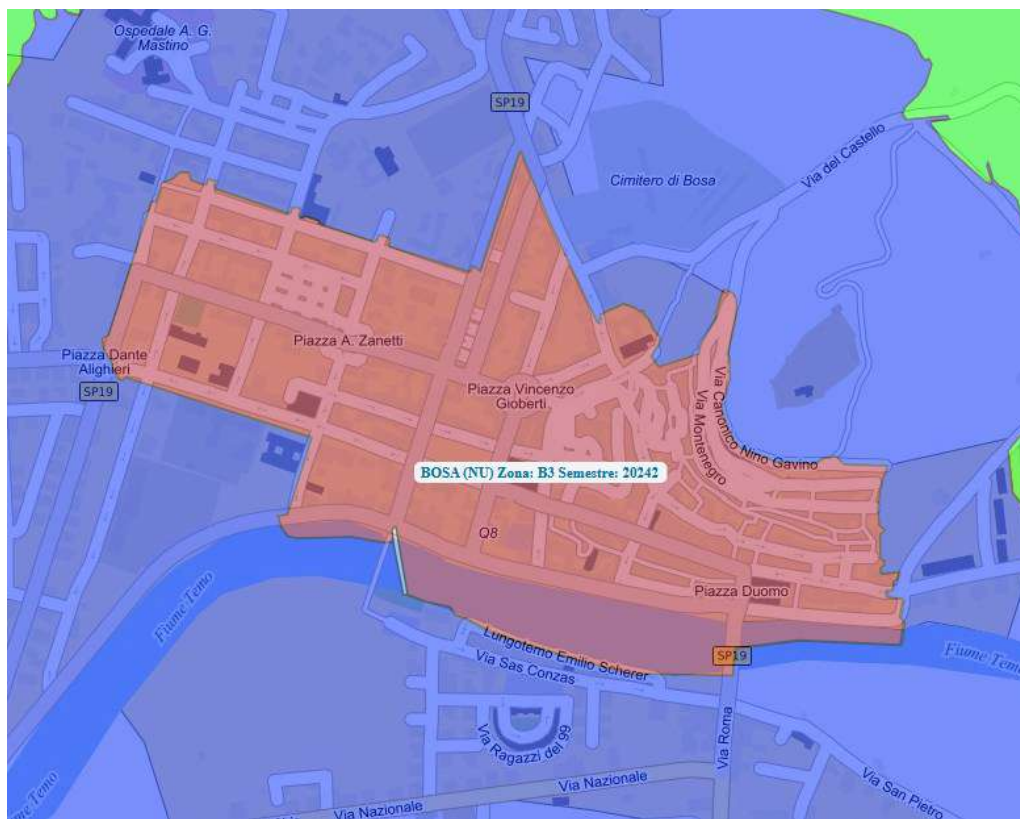 Ospedale A. G.
Mastino
SP19
Via del Castello
Cimitero di Bosa
Piazza A. Zanetti
Piazza Dante
Alighieri
SP19
Piazza Vincenzo
Gioberti
Via Canonico Nino Gavino
Via Montenegro
BOSA (NU) Zona: B3 Semestre: 20242
Q8
Piazza Duomo
Fiume Temo
Fiume Temo
Lungotemo Emilio Scherer
SP19
Via Sas Conzas
Via Roma
Via Ragazzi del 99
Via Nazionale
Via Nazionale
Via San Pietro
Fiume Temo